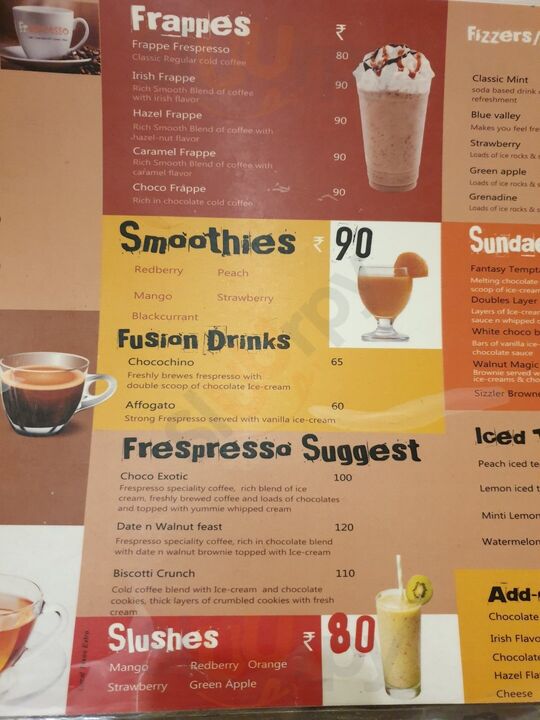 Frespresso
Frappes ₹
Frappe Frespresso 80
Classic Regular cold coffee
Irish Frappe 90
Rich Smooth Blend of coffee
with irish flavor
Hazel Frappe 90
Rich Smooth Blend of coffee with
hazel-nut flavor
Caramel Frappe 90
Rich Smooth Blend of coffee with
caramel flavor
Choco Fráppe 90
Rich in chocolate cold coffee
Smoothies ₹ 90
Redberry Peach
Mango Strawberry
Blackcurrant
Fusion Drinks
Chocochino 65
Freshly brewes frespresso with
double scoop of chocolate Ice-cream
Affogato 60
Strong Frespresso served with vanilla ice-cream
Frespresso Suggest
Choco Exotic 100
Frespresso speciality coffee, rich blend of ice
cream, freshly brewed coffee and loads of chocolates
and topped with yummie whipped cream
Date n Walnut feast 120
Frespresso speciality coffee, rich in chocolate blend
with date n walnut brownie topped with Ice-cream
Biscotti Crunch 110
Cold coffee blend with Ice-cream and chocolate
cookies, thick layers of crumbled cookies with fresh
cream
Slushes ₹ 80
Mango Redberry Orange
Strawberry Green Apple
Fizzers/
Classic Mint
soda based drink
refreshment
Blue valley
Makes you feel fre
Strawberry
Loads of ice rocks &
Green apple
Loads of ice rocks &
Grenadine
Loads of ice rocks & s
Sundae
Fantasy Tempta
Melting chocolate
scoop of ice-cream
Doubles Layer
Layers of Ice-cream
sauce n whipped c
White choco b
Bars of vanilla ice-
chocolate sauce
Walnut Magic
Brownie served w
ice-creams & cho
Sizzler Browne
Iced T
Peach iced te
Lemon iced t
Minti Lemon
Watermelon
Add-
Chocolate
Irish Flavo
Chocolate
Hazel Fla
Cheese